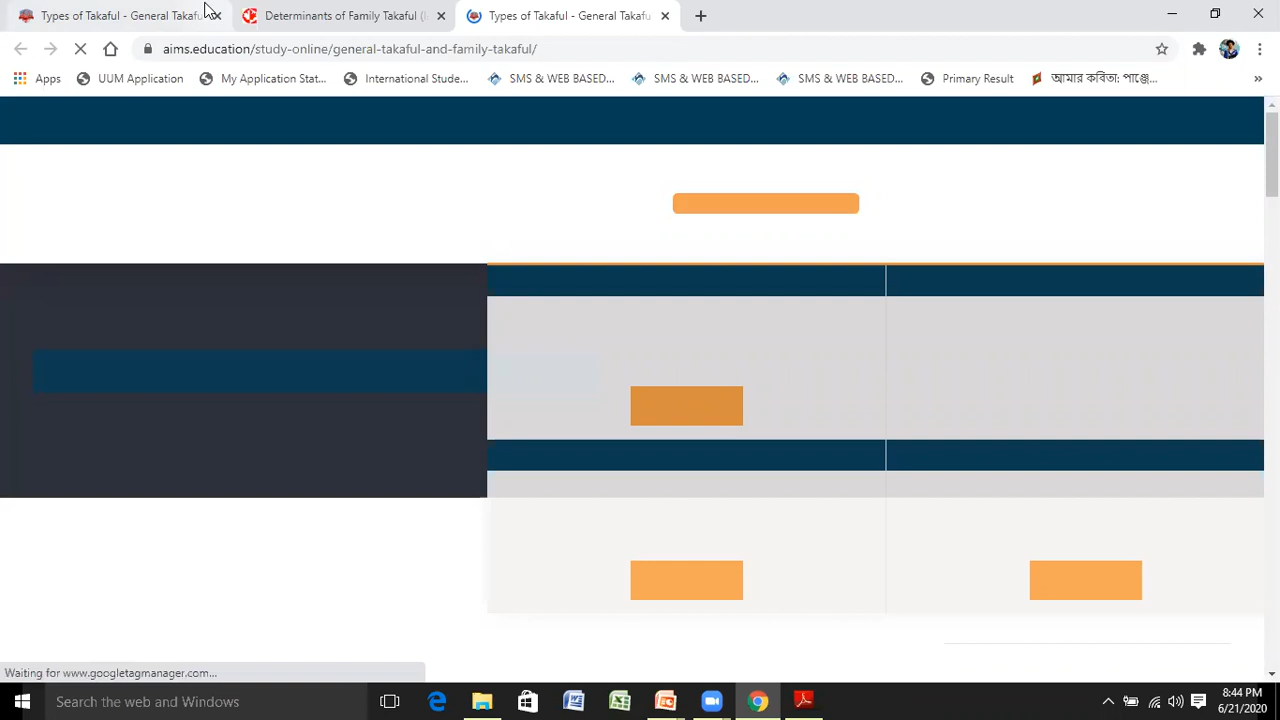 Types of Takaful - General Takaful
Determinants of Family Takaful (
Types of Takaful - General Takaful
aims.education/study-online/general-takaful-and-family-takaful/
Apps
UUM Application
My Application Stat...
International Stude...
SMS & WEB BASED...
SMS & WEB BASED...
SMS & WEB BASED...
Primary Result
আমার কবিতা: পাঞ্জে...
»
Waiting for www.googletagmanager.com...
Search the web and Windows
8:44 PM
6/21/2020